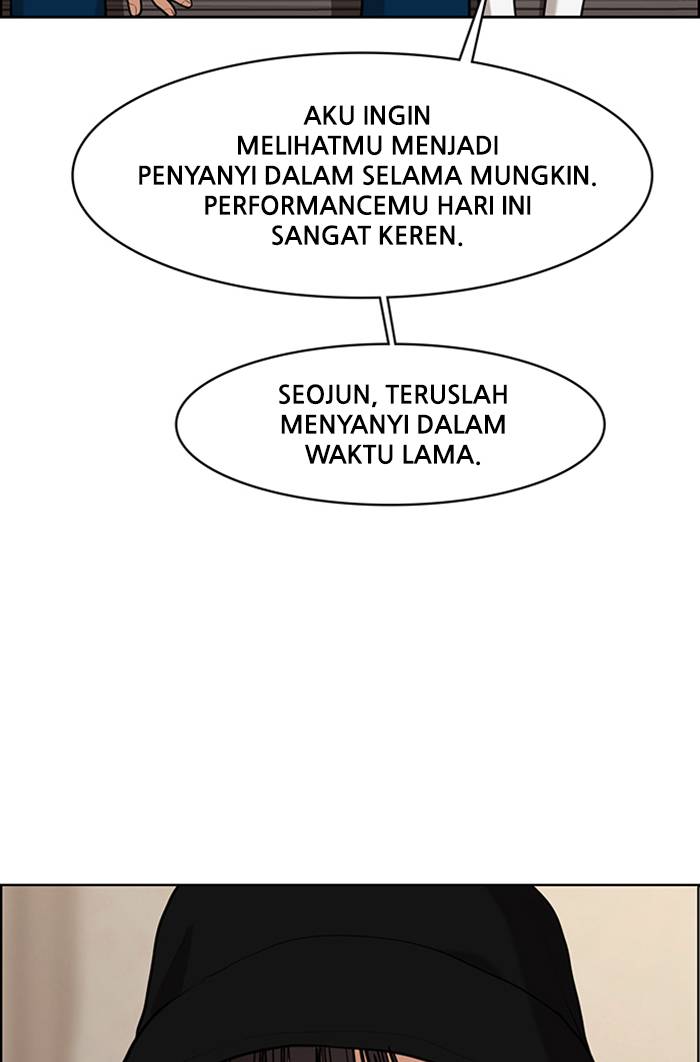 AKU INGIN
MELIHATMU MENJADI
PENYANYI DALAM SELAMA MUNGKIN.
PERFORMANCEMU HARI INI
SANGAT KEREN.
SEOJUN, TERUSLAH
MENYANYI DALAM
WAKTU LAMA.